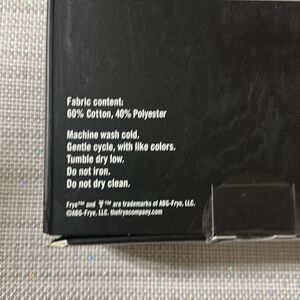 Fabric content:
60% Cotton, 40% Polyester
Machine wash cold.
Gentle cycle, with like colors.
Tumble dry low.
Do not iron.
Do not dry clean.
Frye™ and ™ are trademarks of ABG-Frye, LLC.
©ABG-Frye, LLC. thefryecompany.com